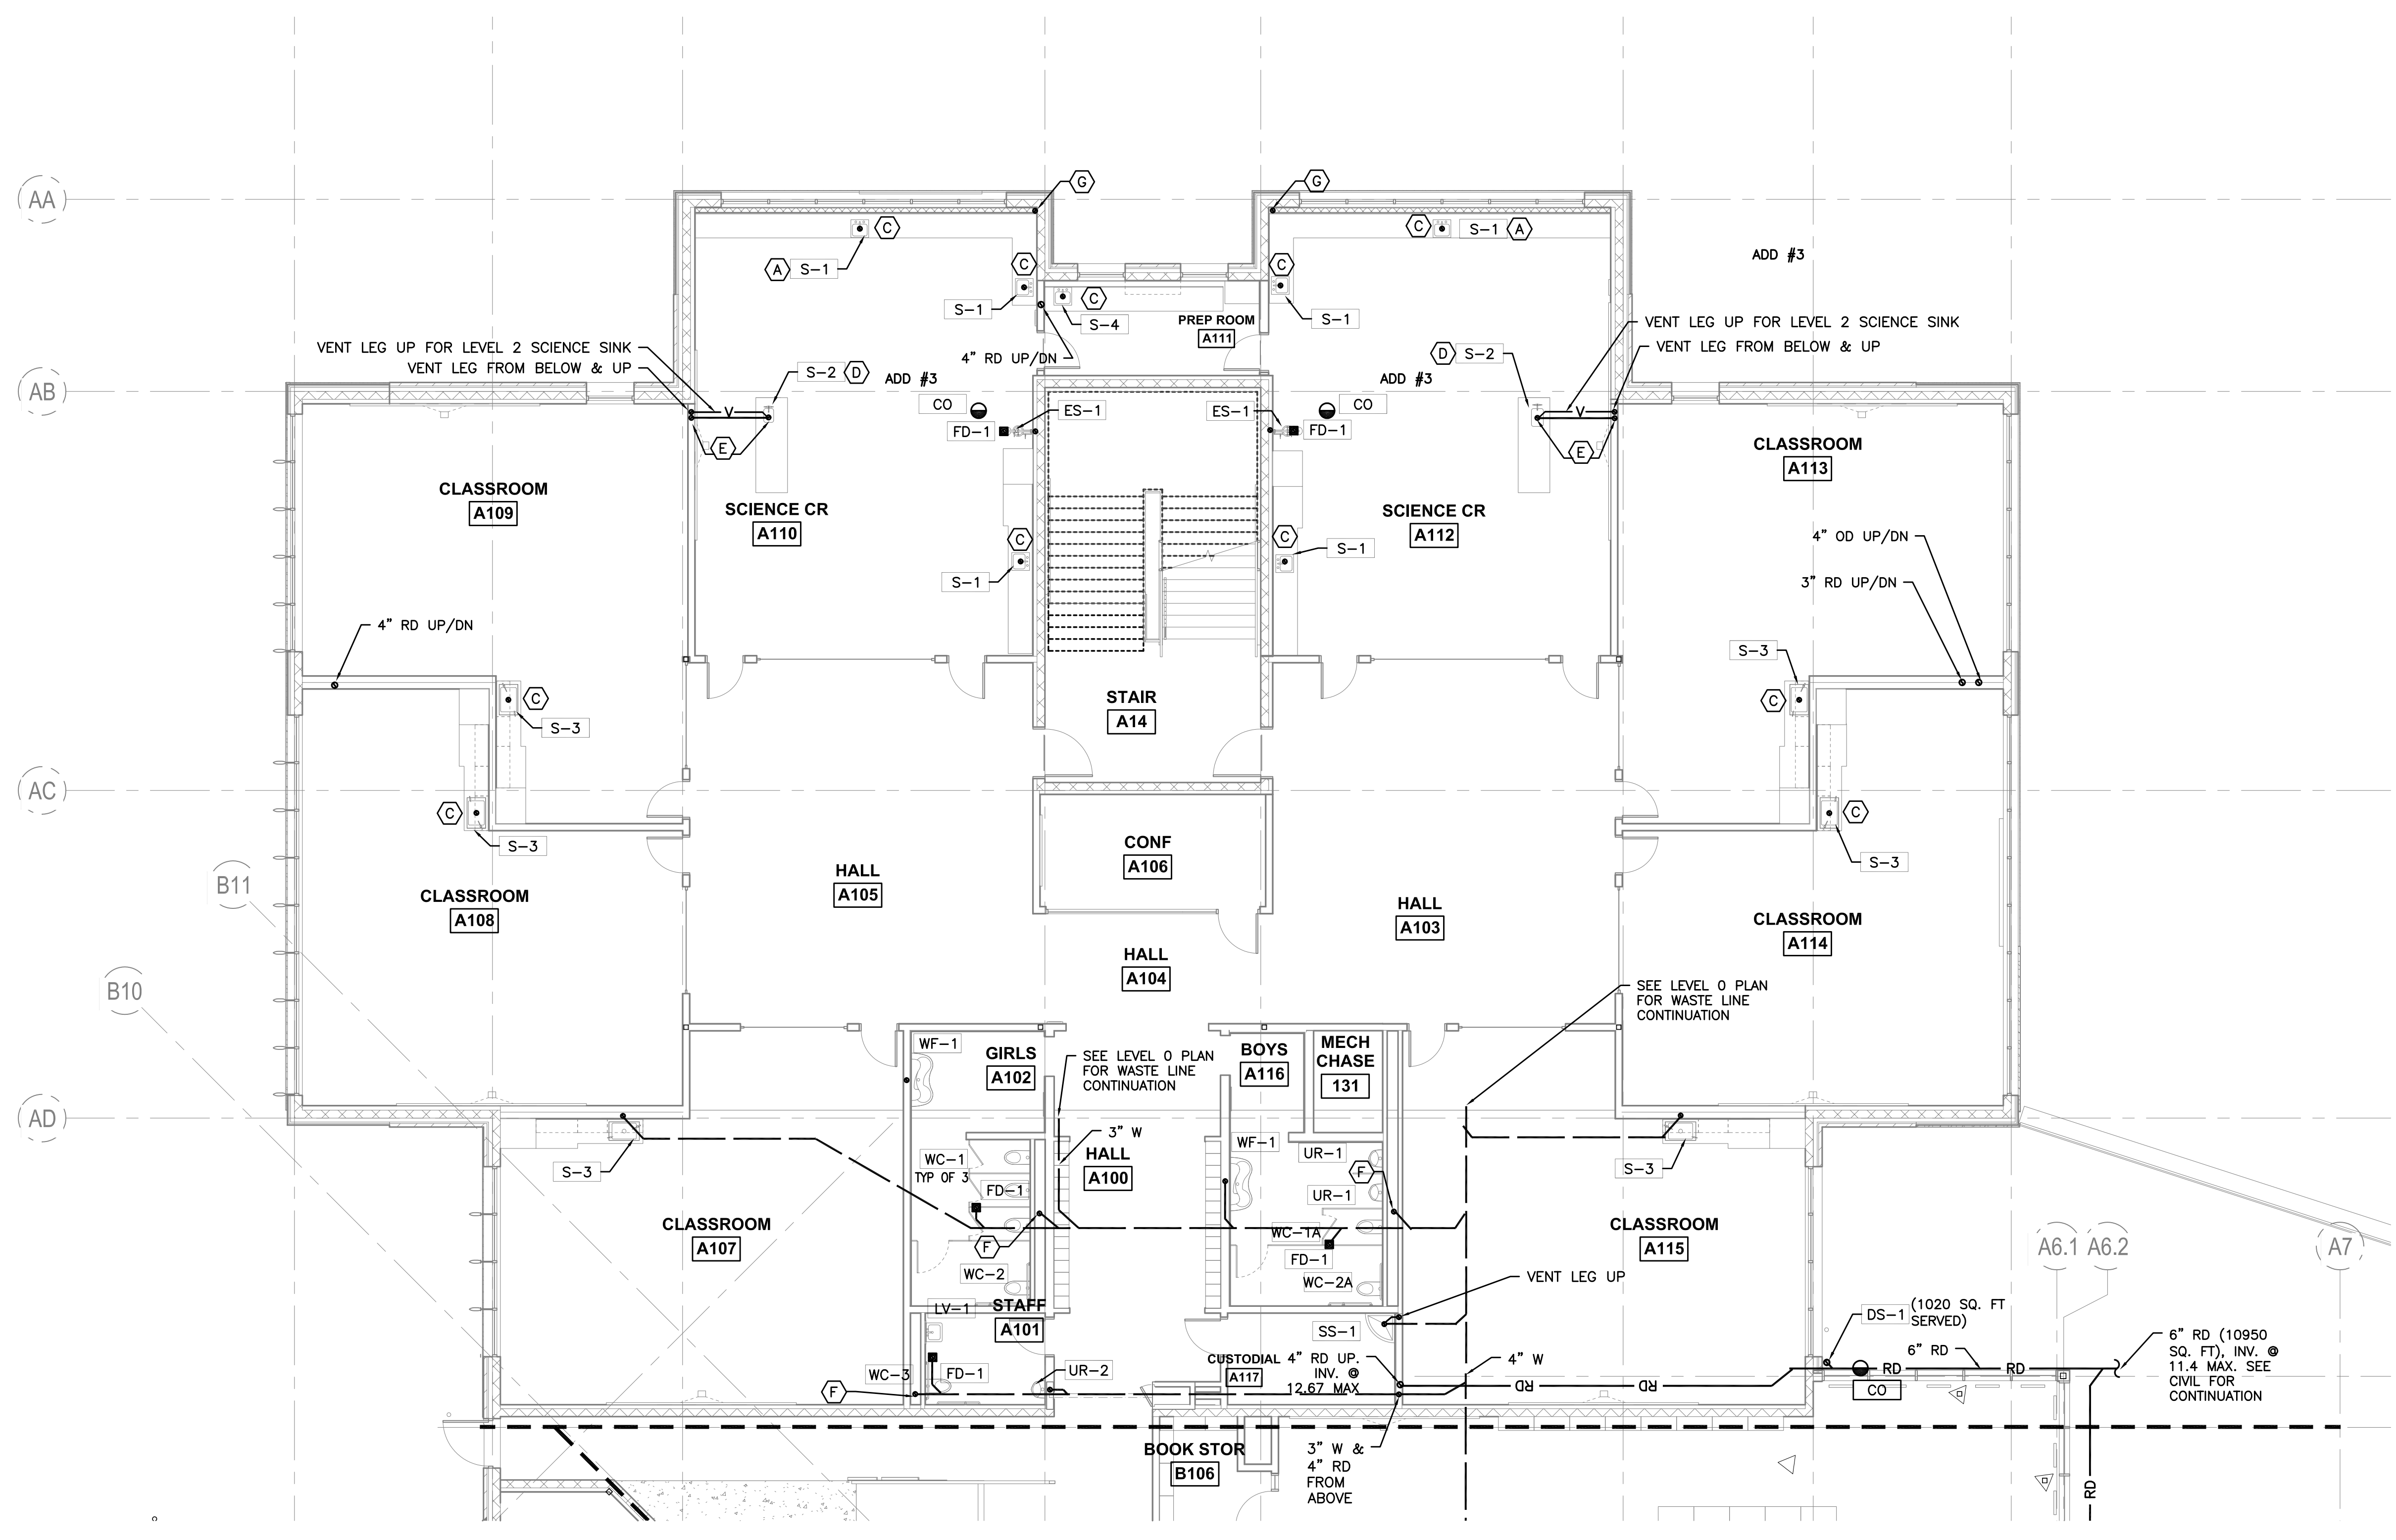 AA
G
G
C
C
S-1
A
ADD #3
A
S-1
C
C
S-1
C
S-4
PREP ROOM
A111
S-1
VENT LEG UP FOR LEVEL 2 SCIENCE SINK
VENT LEG FROM BELOW & UP
4" RD UP/DN
VENT LEG UP FOR LEVEL 2 SCIENCE SINK
VENT LEG FROM BELOW & UP
AB
S-2
D
ADD #3
ADD #3
D
S-2
V
CO
ES-1
ES-1
CO
V
FD-1
FD-1
E
E
CLASSROOM
A113
CLASSROOM
A109
SCIENCE CR
A110
SCIENCE CR
A112
C
S-1
C
S-1
4" OD UP/DN
3" RD UP/DN
4" RD UP/DN
S-3
C
S-3
C
STAIR
A14
AC
C
S-3
C
S-3
CONF
A106
HALL
A105
HALL
A103
B11
CLASSROOM
A108
CLASSROOM
A114
HALL
A104
B10
SEE LEVEL 0 PLAN
FOR WASTE LINE
CONTINUATION
WF-1
GIRLS
A102
SEE LEVEL 0 PLAN
FOR WASTE LINE
CONTINUATION
BOYS
A116
MECH
CHASE
131
AD
3" W
HALL
A100
WC-1
TYP OF 3
FD-1
WF-1
UR-1
F
UR-1
S-3
S-3
CLASSROOM
A107
F
WC-1A
FD-1
WC-2
WC-2A
CLASSROOM
A115
A6.1
A6.2
A7
VENT LEG UP
LV-1
STAFF
A101
SS-1
DS-1
(1020 SQ. FT
SERVED)
WC-3
FD-1
UR-2
F
CUSTODIAL
A117
4" RD UP.
INV. @
12.67 MAX
4" W
RD
RD
6" RD
RD
RD
CO
6" RD (10950
SQ. FT), INV. @
11.4 MAX. SEE
CIVIL FOR
CONTINUATION
BOOK STOR
B106
3" W &
4" RD
FROM
ABOVE
RD